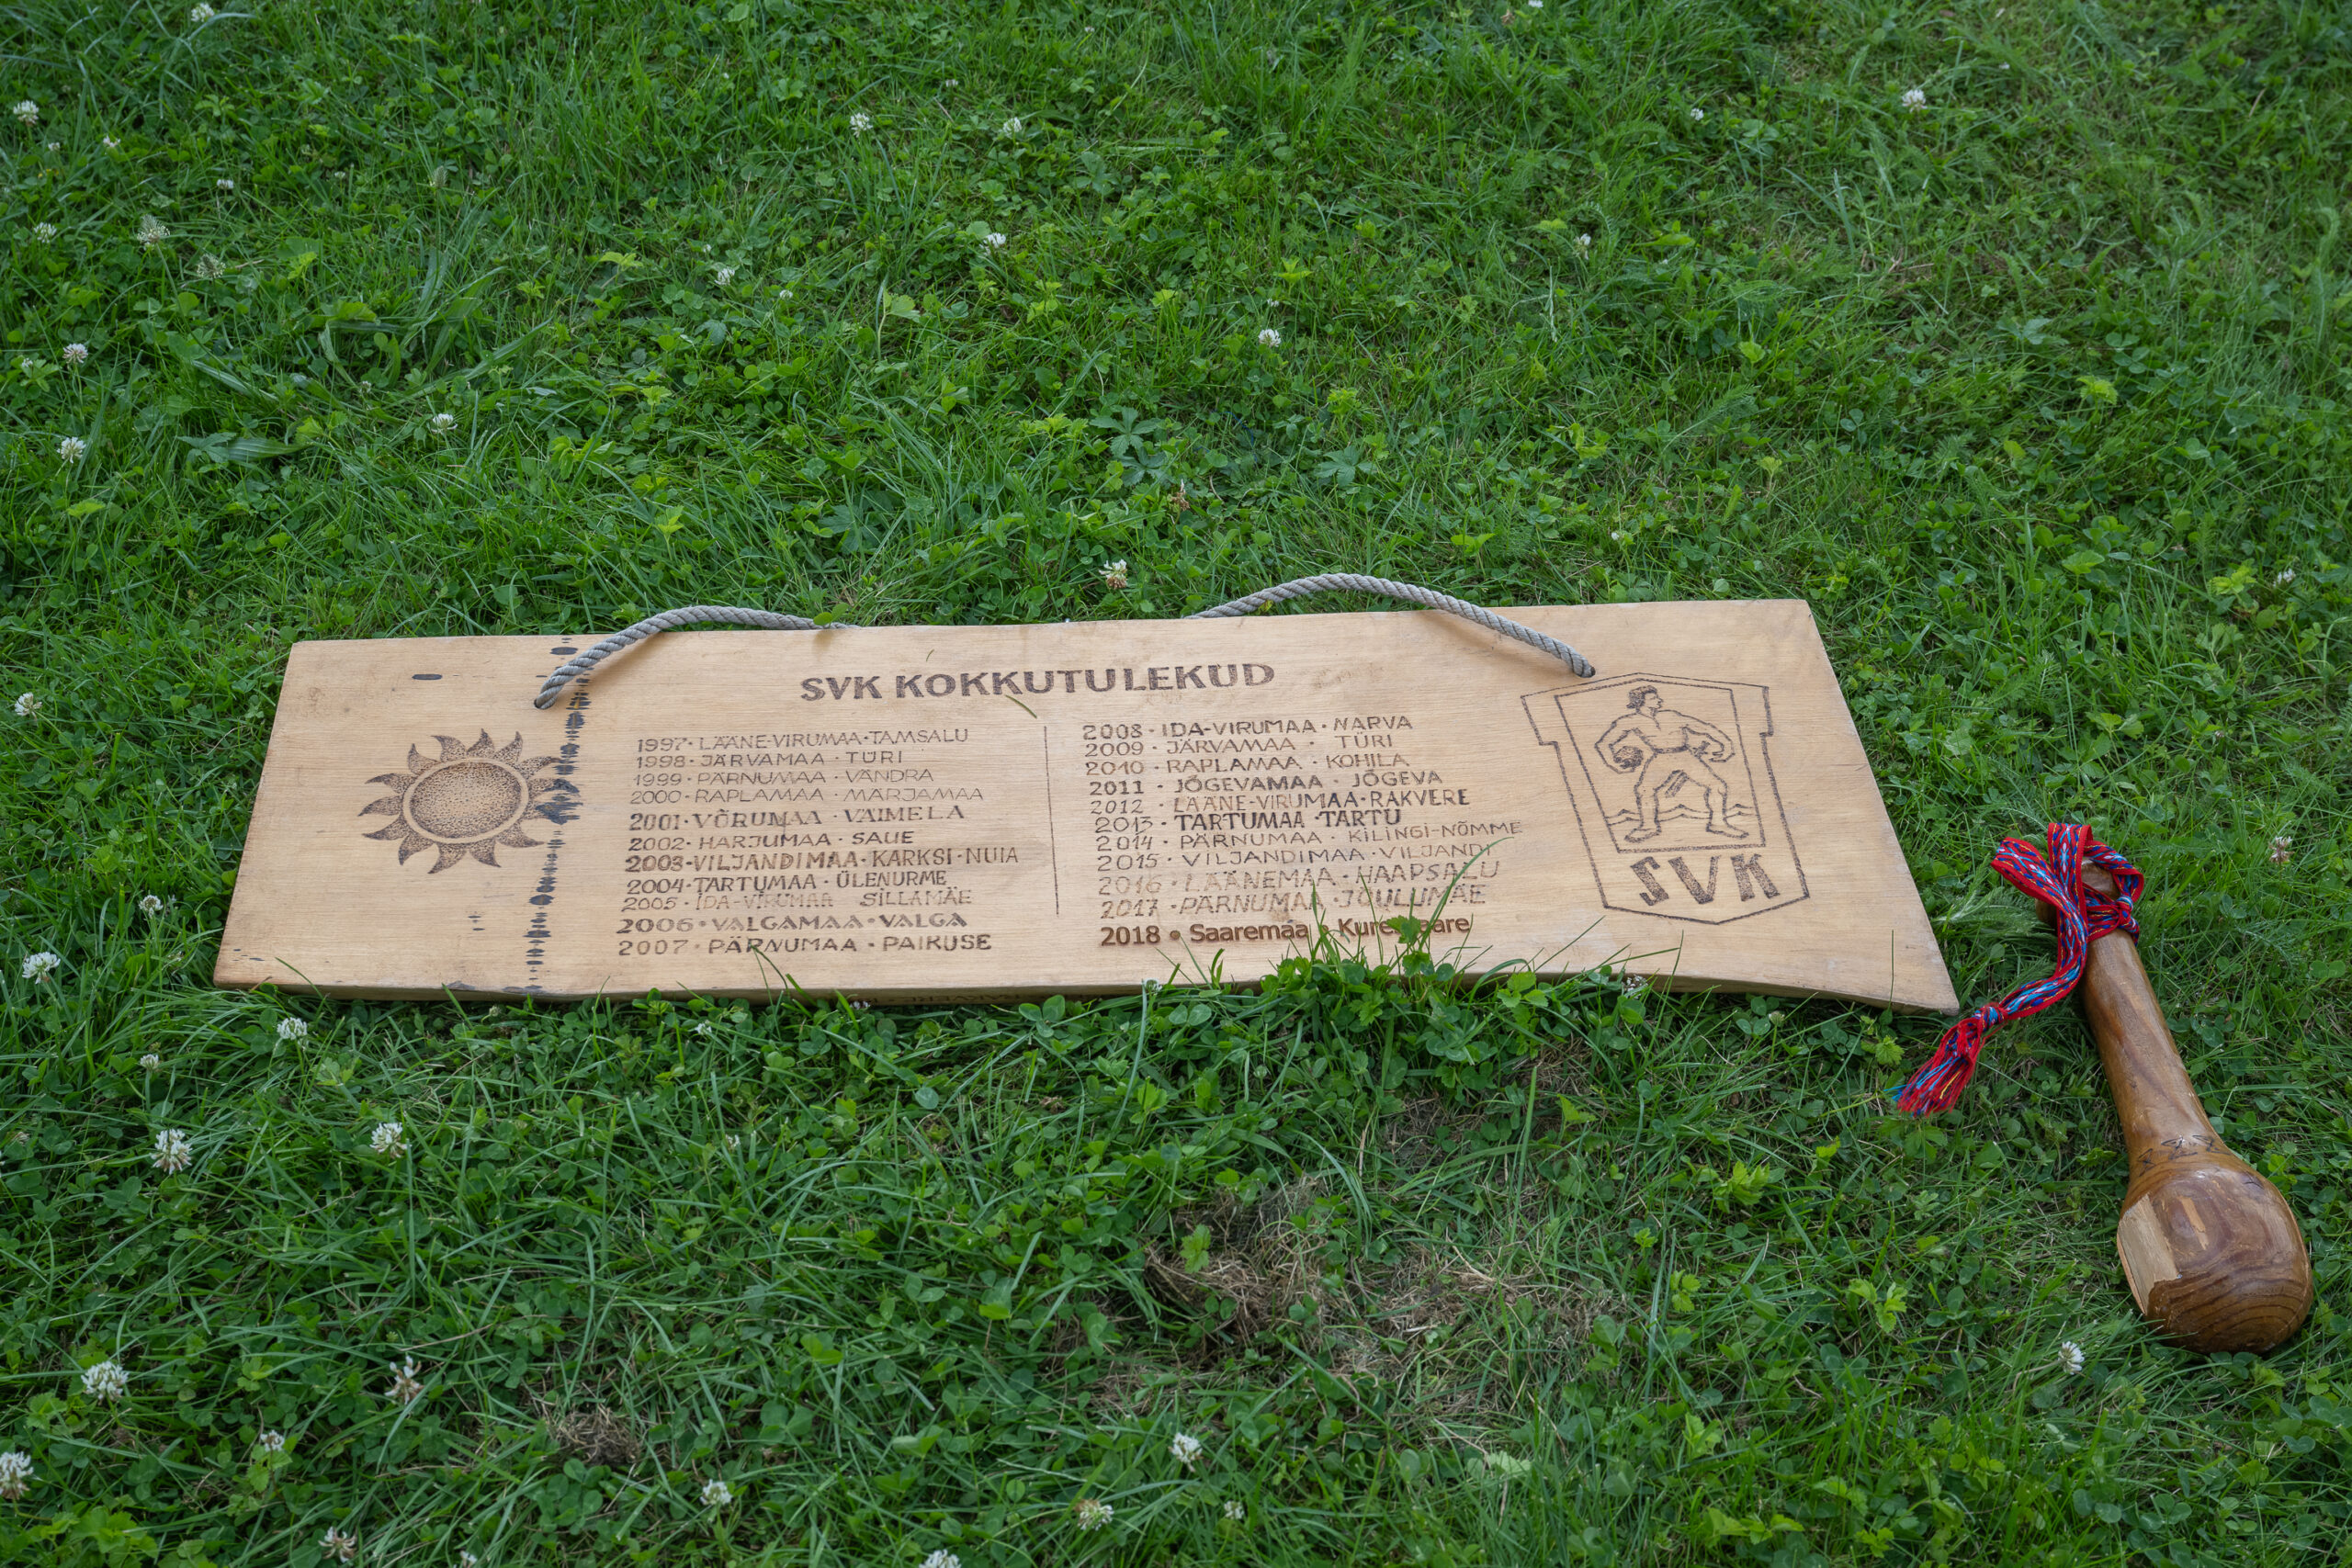 SVK KOKKUTULEKUD
1997 · LÄÄNE-VIRUMAA · TAMSALU
1998 · JÄRVAMAA · TÜRI
1999 · PÄRNUMAA · VÄNDRA
2000 · RAPLAMAA · MÄRJAMAA
2001 · VÕRUMAA · VÄIMELA
2002 · HARJUMAA · SAUE
2003 · VILJANDIMAA · KARKSI-NUIA
2004 · TARTUMAA · ÜLENURME
2005 · IDA-VIRUMAA SILLAMÄE
2006 · VALGAMAA · VALGA
2007 · PÄRNUMAA · PAIKUSE
2008 · IDA-VIRUMAA · NARVA
2009 · JÄRVAMAA · TÜRI
2010 · RAPLAMAA · KOHILA
2011 · JÕGEVAMAA · JÕGEVA
2012 · LÄÄNE-VIRUMAA · RAKVERE
2013 · TARTUMAA · TARTU
2014 · PÄRNUMAA · KILINGI-NÕMME
2015 · VILJANDIMAA · VILJANDI
2016 · LÄÄNEMAA · HAAPSALU
2017 · PÄRNUMAA · JÕULUMÄE
2018 • Saaremaa • Kuressaare
SVK